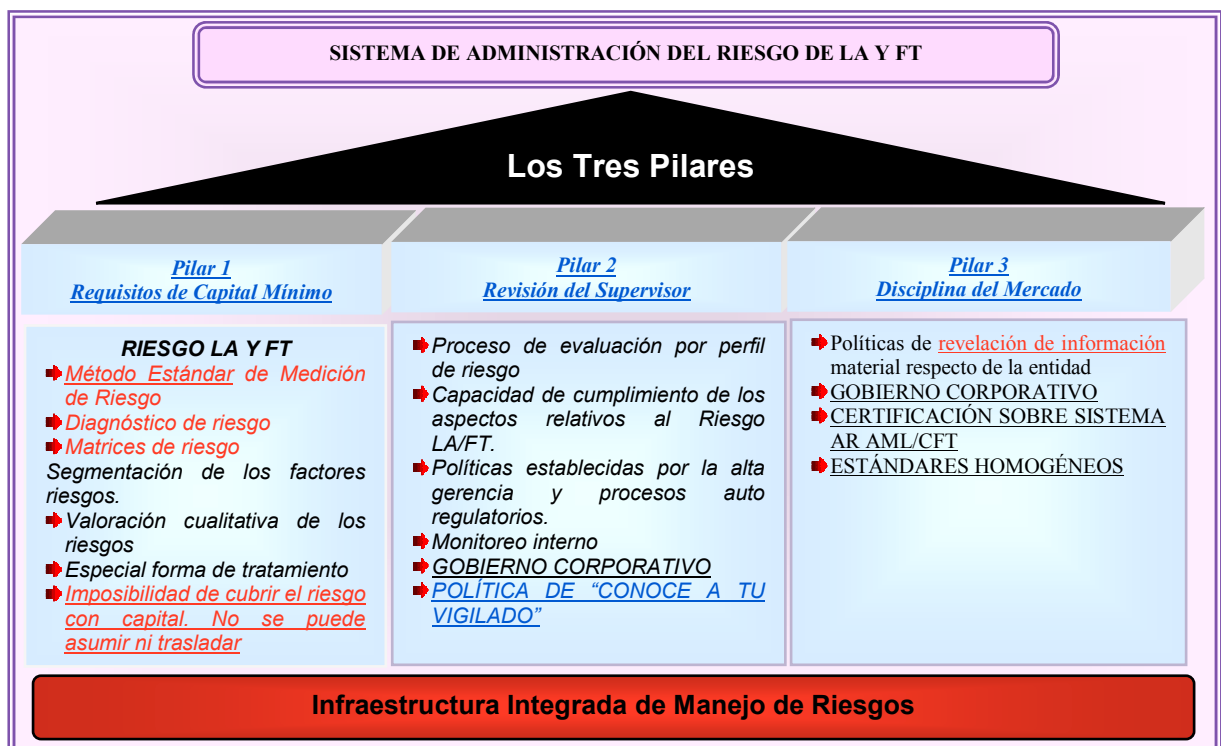 SISTEMA DE ADMINISTRACIÓN DEL RIESGO DE LA Y FT
Los Tres Pilares
Pilar 1
Requisitos de Capital Mínimo
RIESGO LA Y FT
Método Estándar de Medición
de Riesgo
Diagnóstico de riesgo
Matrices de riesgo
Segmentación de los factores
riesgos.
Valoración cualitativa de los
riesgos
Especial forma de tratamiento
Imposibilidad de cubrir el riesgo
con capital. No se puede
asumir ni trasladar
Pilar 2
Revisión del Supervisor
Proceso de evaluación por perfil
de riesgo
Capacidad de cumplimiento de los
aspectos relativos al Riesgo
LA/FT.
Políticas establecidas por la alta
gerencia y procesos auto
regulatorios.
Monitoreo interno
GOBIERNO CORPORATIVO
POLÍTICA DE “CONOCE A TU
VIGILADO”
Pilar 3
Disciplina del Mercado
Políticas de revelación de información
material respecto de la entidad
GOBIERNO CORPORATIVO
CERTIFICACIÓN SOBRE SISTEMA
AR AML/CFT
ESTÁNDARES HOMOGÉNEOS
Infraestructura Integrada de Manejo de Riesgos